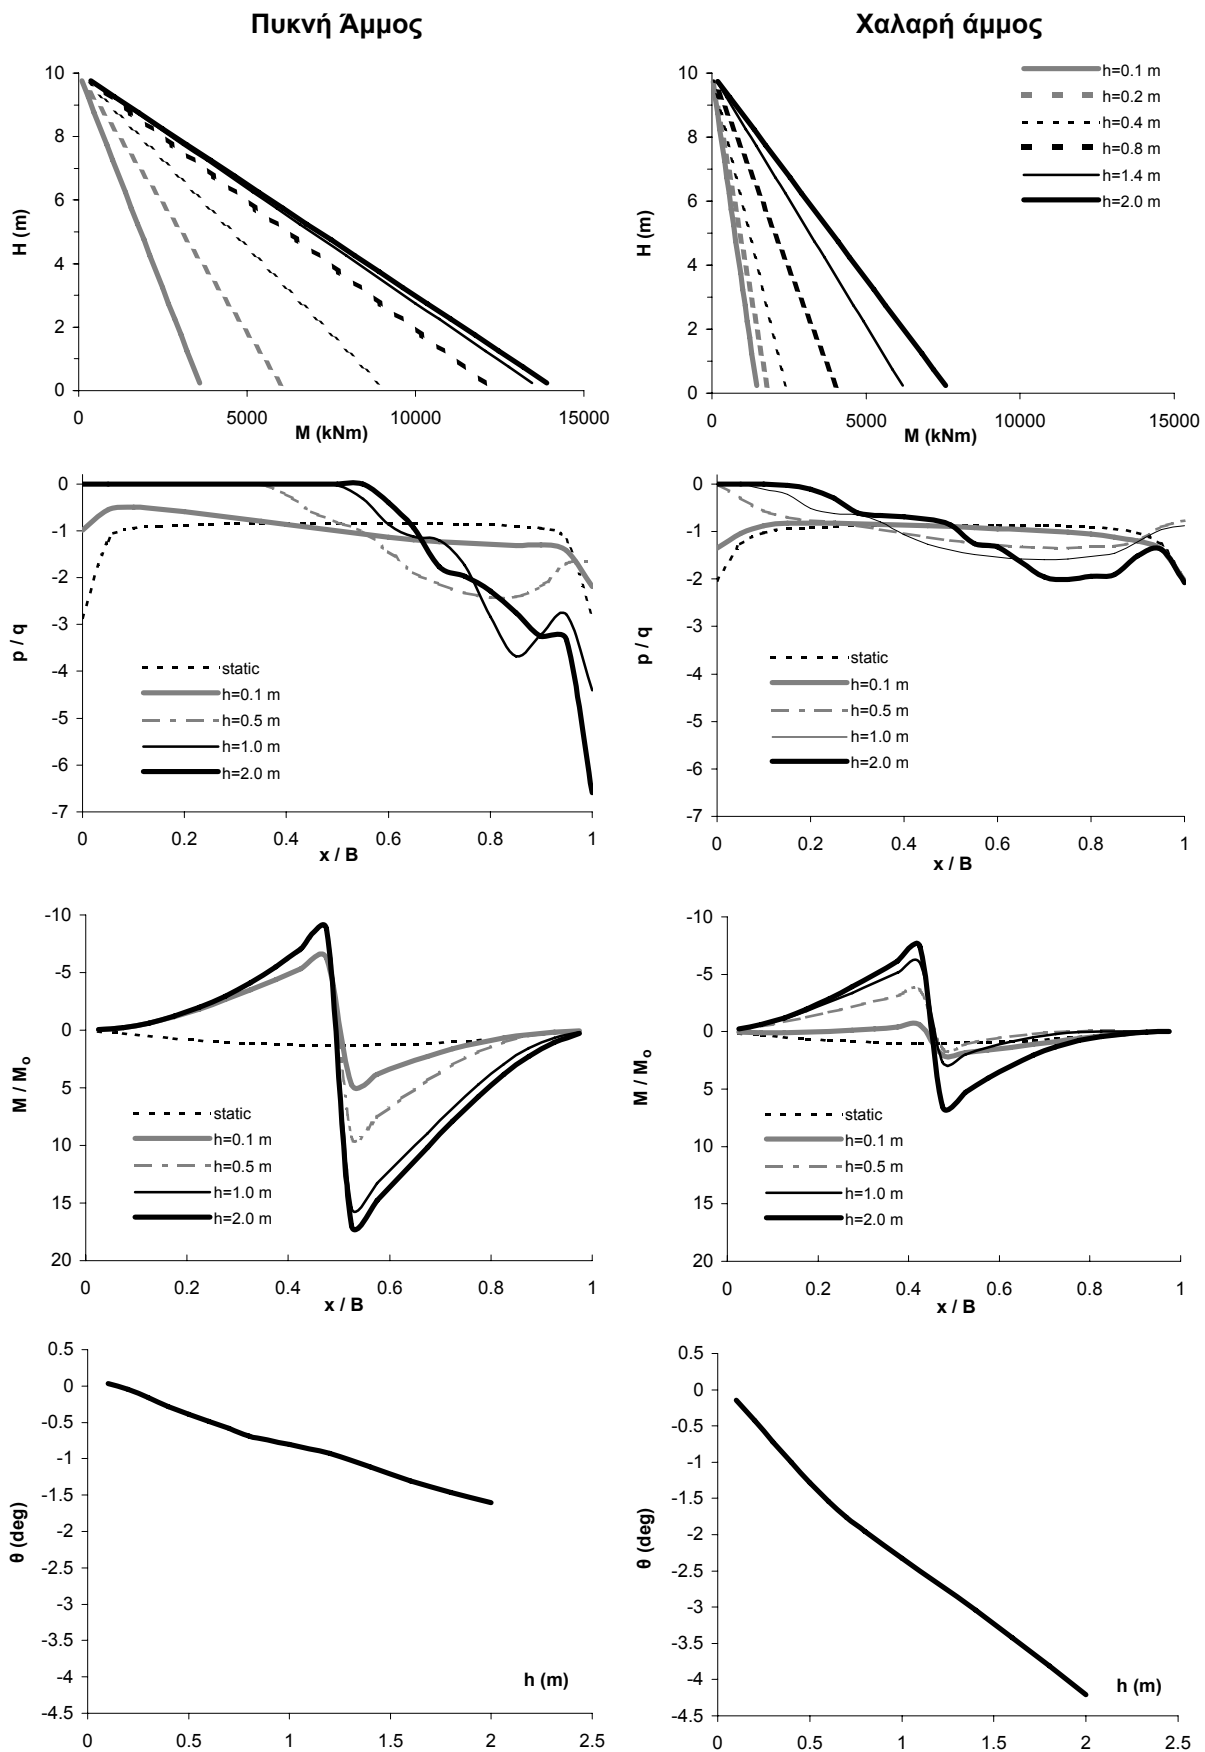 Πυκνή Άμμος
Χαλαρή άμμος
10
8
6
4
2
0
H (m)
0
5000
10000
15000
M (kNm)
10
8
6
4
2
0
H (m)
0
5000
10000
15000
M (kNm)
h=0.1 m
h=0.2 m
h=0.4 m
h=0.8 m
h=1.4 m
h=2.0 m
0
-1
-2
-3
-4
-5
-6
-7
p / q
static
h=0.1 m
h=0.5 m
h=1.0 m
h=2.0 m
0
0.2
0.4
0.6
0.8
1
x / B
0
-1
-2
-3
-4
-5
-6
-7
p / q
static
h=0.1 m
h=0.5 m
h=1.0 m
h=2.0 m
0
0.2
0.4
0.6
0.8
1
x / B
-10
-5
0
5
10
15
20
M / Mo
static
h=0.1 m
h=0.5 m
h=1.0 m
h=2.0 m
0
0.2
0.4
0.6
0.8
1
x / B
-10
-5
0
5
10
15
20
M / Mo
static
h=0.1 m
h=0.5 m
h=1.0 m
h=2.0 m
0
0.2
0.4
0.6
0.8
1
x / B
0.5
0
-0.5
-1
-1.5
-2
-2.5
-3
-3.5
-4
-4.5
θ (deg)
h (m)
0
0.5
1
1.5
2
2.5
0.5
0
-0.5
-1
-1.5
-2
-2.5
-3
-3.5
-4
-4.5
θ (deg)
h (m)
0
0.5
1
1.5
2
2.5